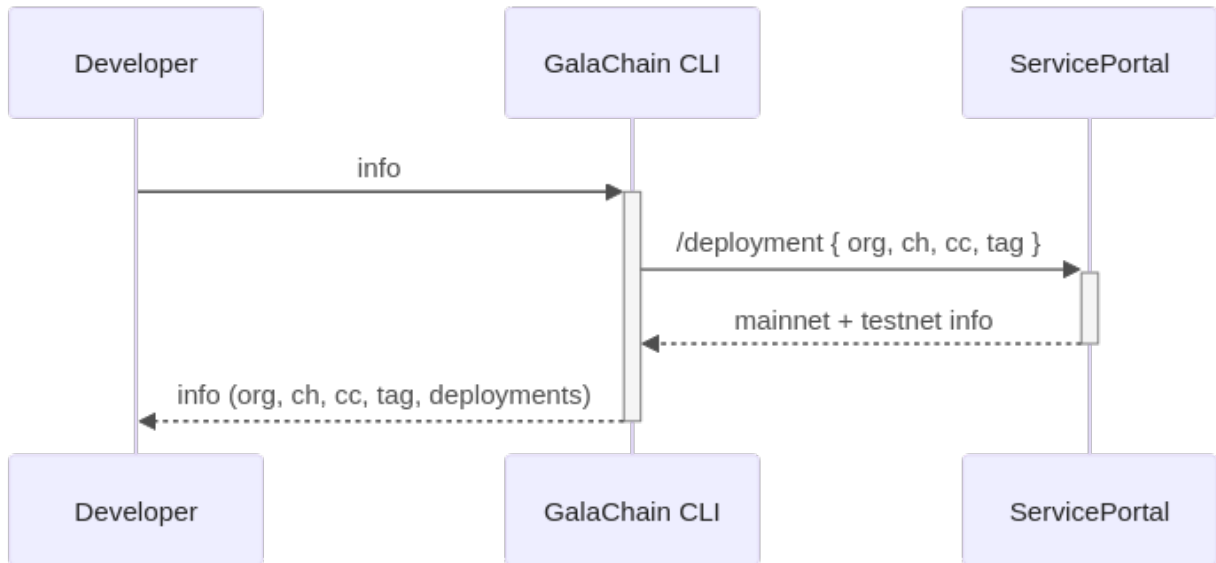 Developer
GalaChain CLI
ServicePortal
info
/deployment { org, ch, cc, tag }
mainnet + testnet info
info (org, ch, cc, tag, deployments)
Developer
GalaChain CLI
ServicePortal